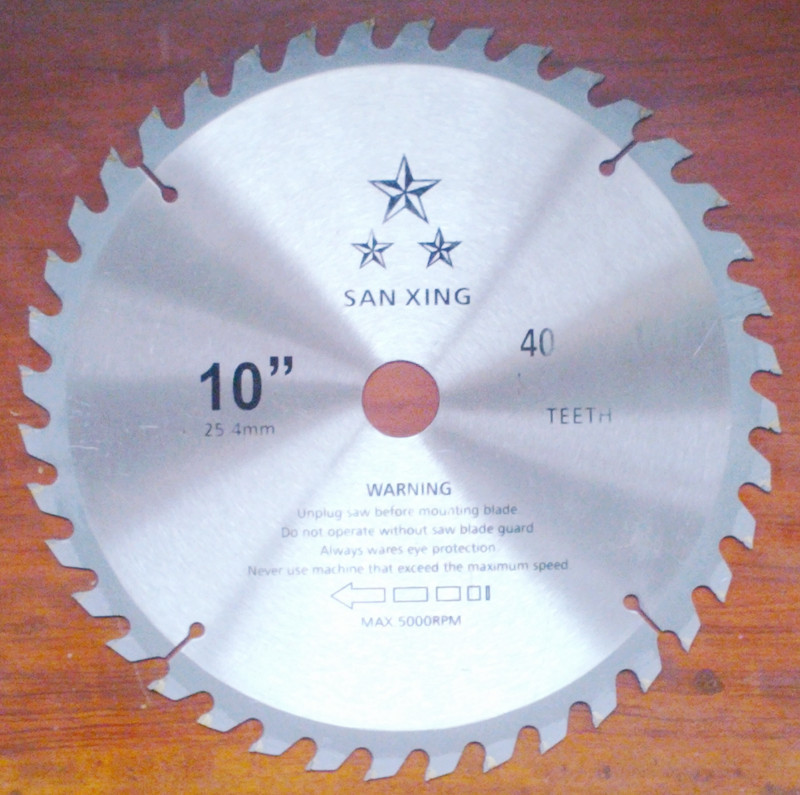 SAN XING
40
10”
TEETH
25 4mm
WARNING
Unplug saw before mounting blade
Do not operate without saw blade guard
Always wares eye protection
Never use machine that exceed the maximum speed
MAX 5000RPM